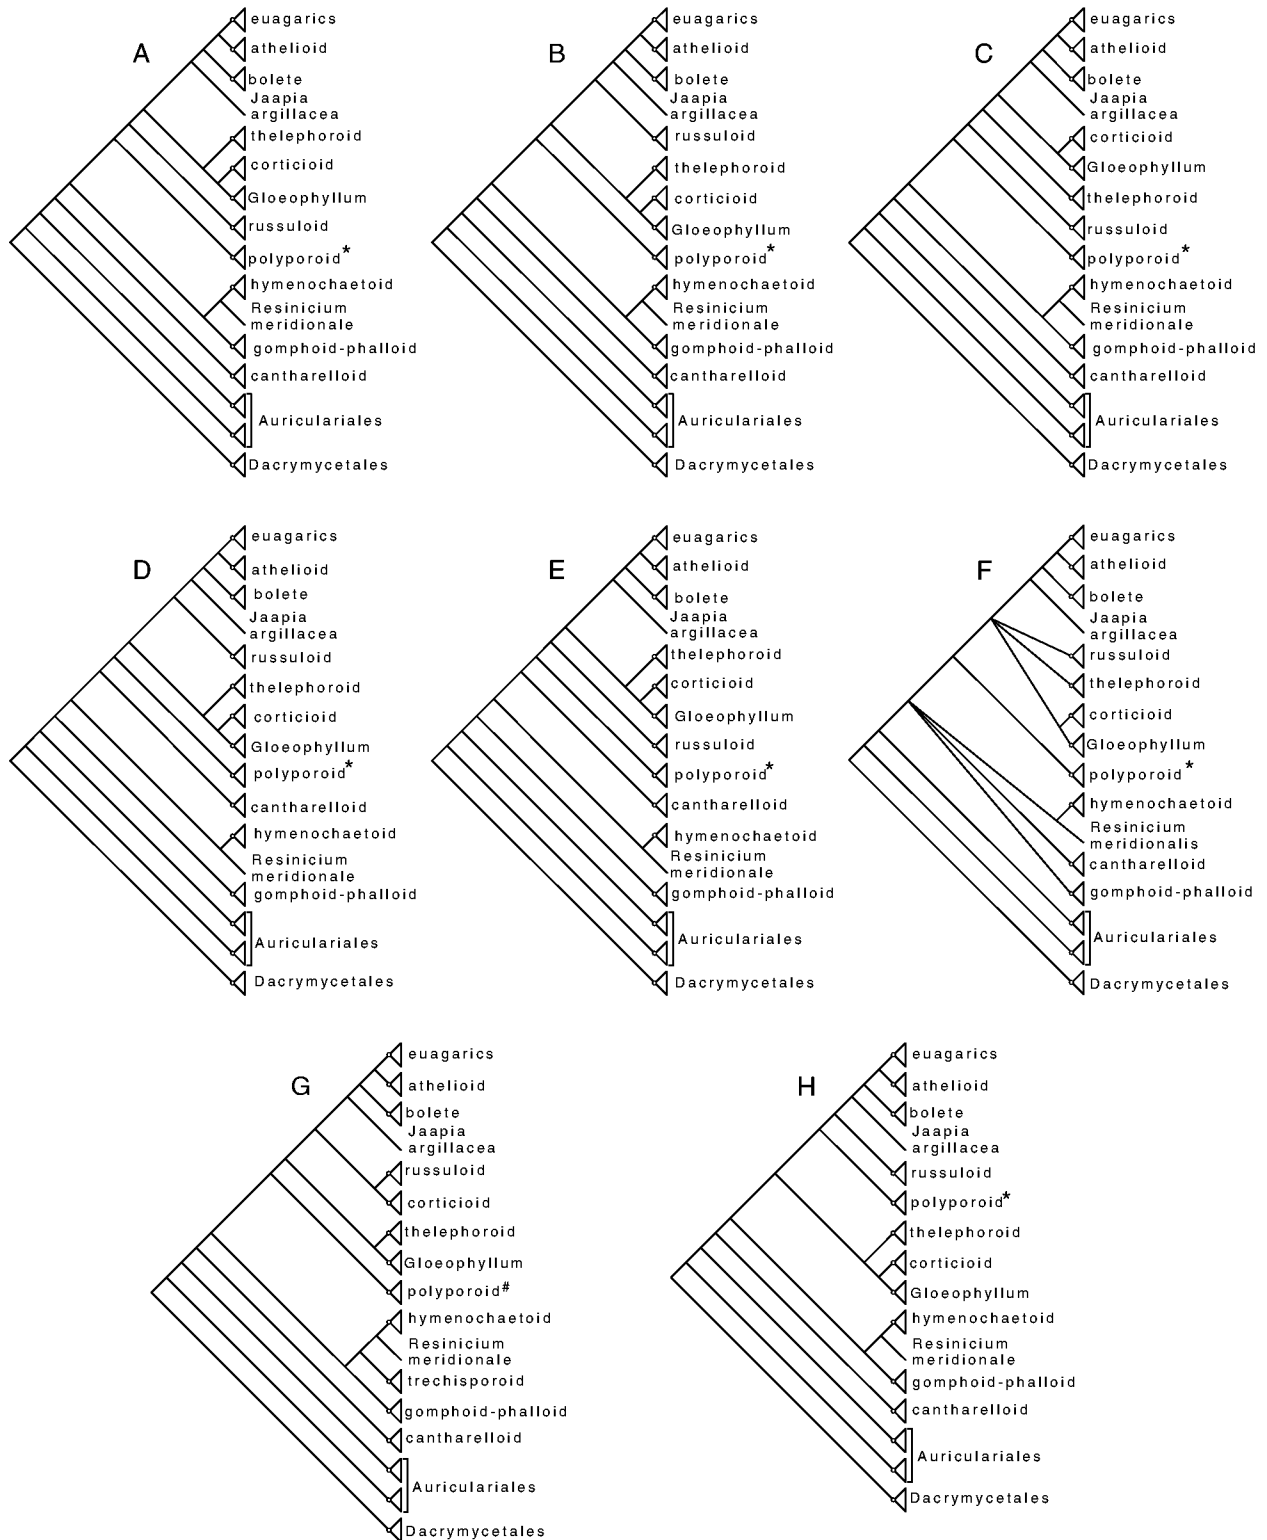 A
euagarics
athelioid
bolete
Jaapia
argillacea
thelephoroid
corticioid
Gloeophyllum
russuloid
polyporoid*
hymenochaetoid
Resinicium
meridionale
gomphoid-phalloid
cantharelloid
Auriculariales
Dacrymycetales
B
euagarics
athelioid
bolete
Jaapia
argillacea
russuloid
thelephoroid
corticioid
Gloeophyllum
polyporoid*
hymenochaetoid
Resinicium
meridionale
gomphoid-phalloid
cantharelloid
Auriculariales
Dacrymycetales
C
euagarics
athelioid
bolete
Jaapia
argillacea
corticioid
Gloeophyllum
thelephoroid
russuloid
polyporoid*
hymenochaetoid
Resinicium
meridionale
gomphoid-phalloid
cantharelloid
Auriculariales
Dacrymycetales
D
euagarics
athelioid
bolete
Jaapia
argillacea
russuloid
thelephoroid
corticioid
Gloeophyllum
polyporoid*
cantharelloid
hymenochaetoid
Resinicium
meridionale
gomphoid-phalloid
Auriculariales
Dacrymycetales
E
euagarics
athelioid
bolete
Jaapia
argillacea
thelephoroid
corticioid
Gloeophyllum
russuloid
polyporoid*
cantharelloid
hymenochaetoid
Resinicium
meridionale
gomphoid-phalloid
Auriculariales
Dacrymycetales
F
euagarics
athelioid
bolete
Jaapia
argillacea
russuloid
thelephoroid
corticioid
Gloeophyllum
polyporoid*
hymenochaetoid
Resinicium
meridionalis
cantharelloid
gomphoid-phalloid
Auriculariales
Dacrymycetales
G
euagarics
athelioid
bolete
Jaapia
argillacea
russuloid
corticioid
thelephoroid
Gloeophyllum
polyporoid#
hymenochaetoid
Resinicium
meridionale
trechisporoid
gomphoid-phalloid
cantharelloid
Auriculariales
Dacrymycetales
H
euagarics
athelioid
bolete
Jaapia
argillacea
russuloid
polyporoid*
thelephoroid
corticioid
Gloeophyllum
hymenochaetoid
Resinicium
meridionale
gomphoid-phalloid
cantharelloid
Auriculariales
Dacrymycetales